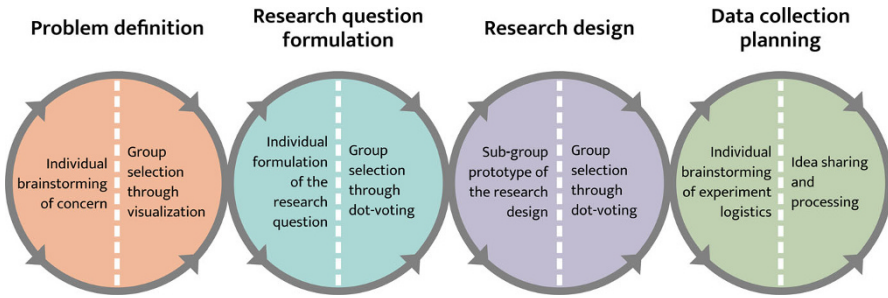 Problem definition
Research question
formulation
Research design
Data collection
planning
Individual
brainstorming
of concern
Group
selection
through
visualization
Individual
formulation
of the
research
question
Group
selection
through
dot-voting
Sub-group
prototype of
the research
design
Group
selection
through
dot-voting
Individual
brainstorming
of experiment
logistics
Idea sharing
and
processing